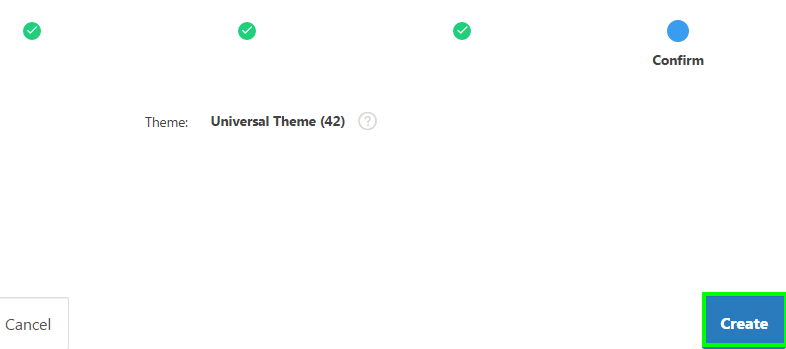 Confirm
Theme: Universal Theme (42) ?
Cancel
Create